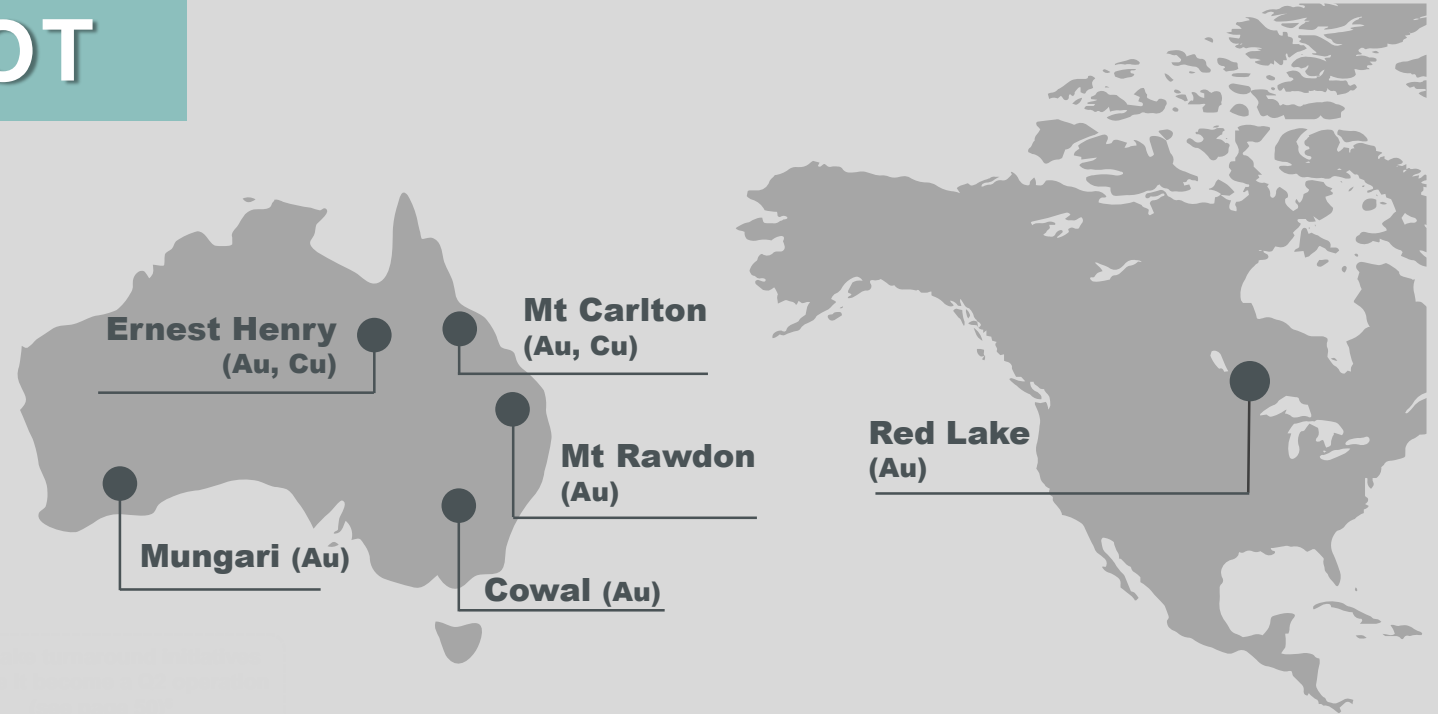 OT
Ernest Henry
(Au, Cu)
Mt Carlton
(Au, Cu)
Mt Rawdon
(Au)
Red Lake
(Au)
Mungari (Au)
Cowal (Au)